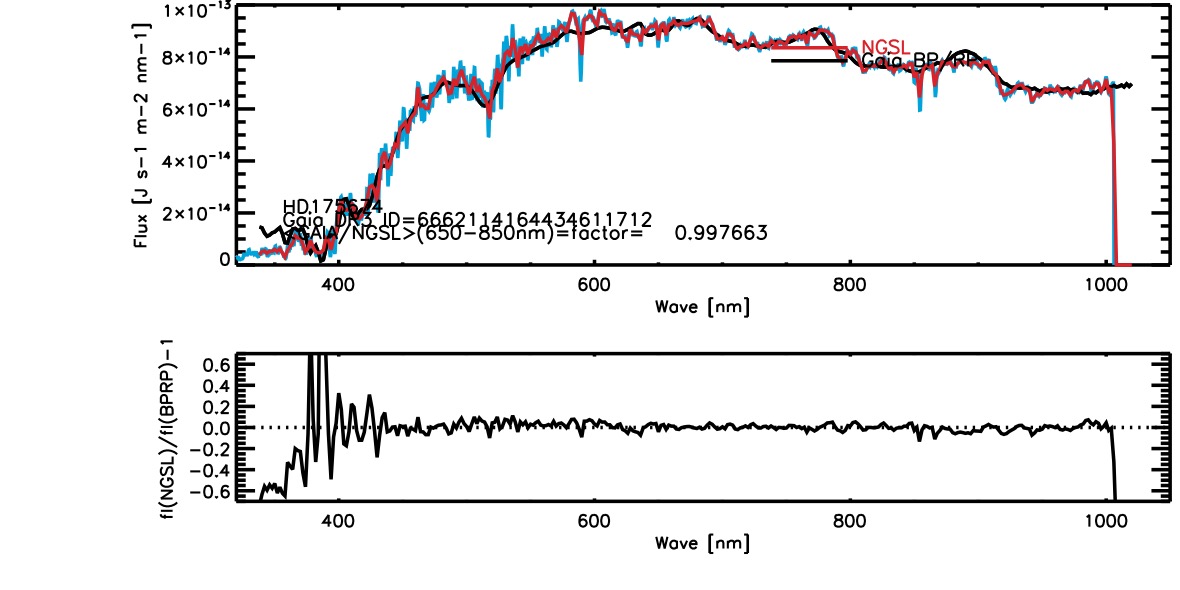 1×10−13
8×10−14
6×10−14
4×10−14
2×10−14
0
Flux [J s−1 m−2 nm−1]
NGSL
Gaia BP/RP
HD175674
Gaia DR3 ID=6662114164434611712
<GAIA/NGSL>(650−850nm)=factor= 0.997663
400 600 800 1000
Wave [nm]
fl(NGSL)/fl(BPRP)−1
0.6
0.4
0.2
0.0
−0.2
−0.4
−0.6
400 600 800 1000
Wave [nm]